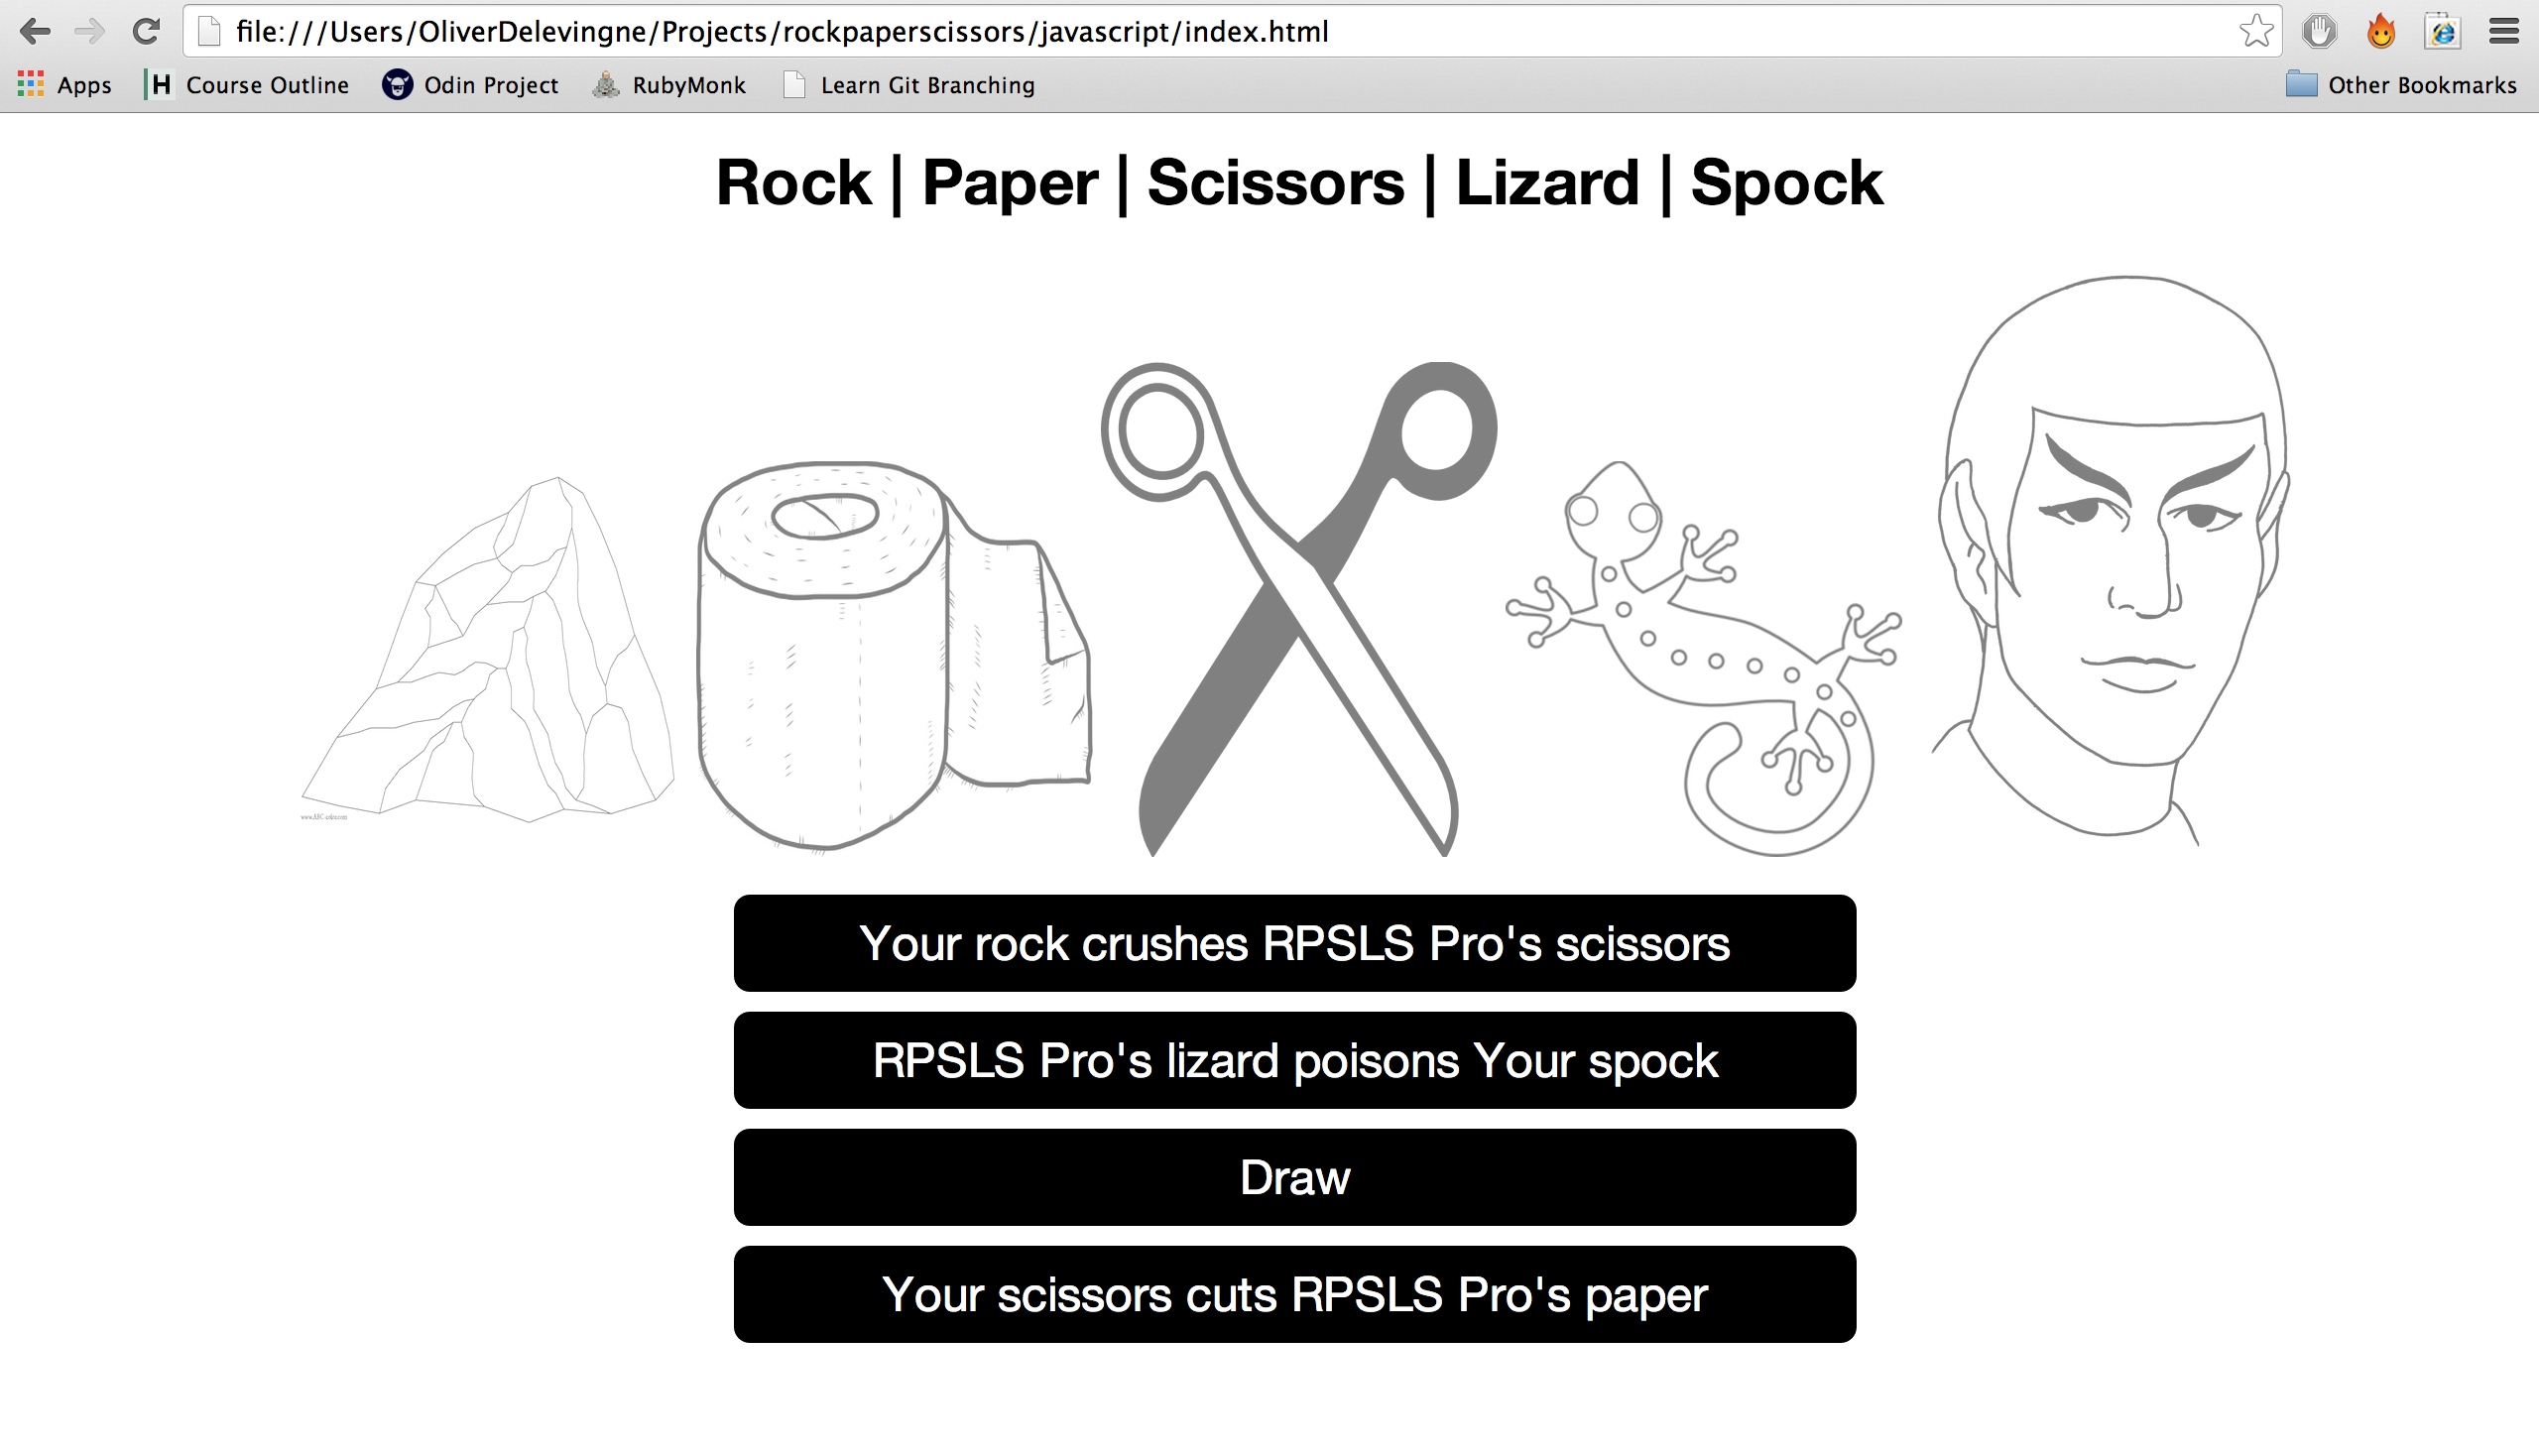 file:///Users/OliverDelevingne/Projects/rockpaperscissors/javascript/index.html
Apps H Course Outline Odin Project RubyMonk Learn Git Branching Other Bookmarks
Rock | Paper | Scissors | Lizard | Spock
Your rock crushes RPSLS Pro's scissors
RPSLS Pro's lizard poisons Your spock
Draw
Your scissors cuts RPSLS Pro's paper